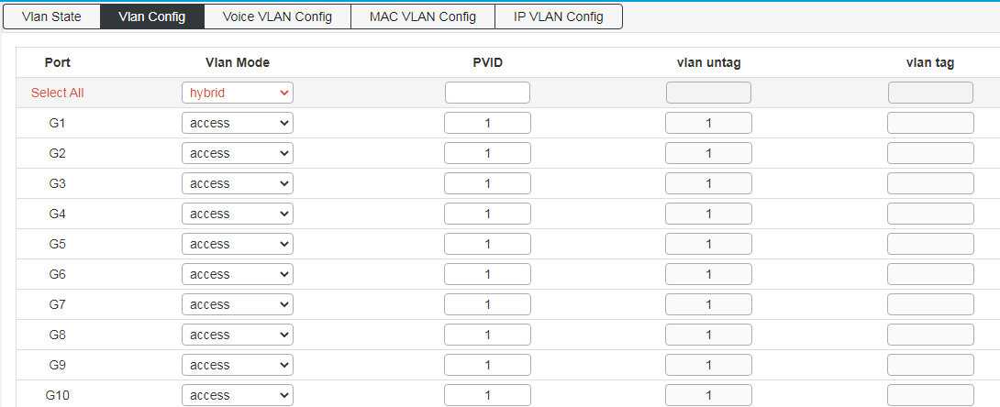 Vlan State Vlan Config Voice VLAN Config MAC VLAN Config IP VLAN Config
Port Vlan Mode PVID vlan untag vlan tag
Select All hybrid
G1 access 1 1
G2 access 1 1
G3 access 1 1
G4 access 1 1
G5 access 1 1
G6 access 1 1
G7 access 1 1
G8 access 1 1
G9 access 1 1
G10 access 1 1